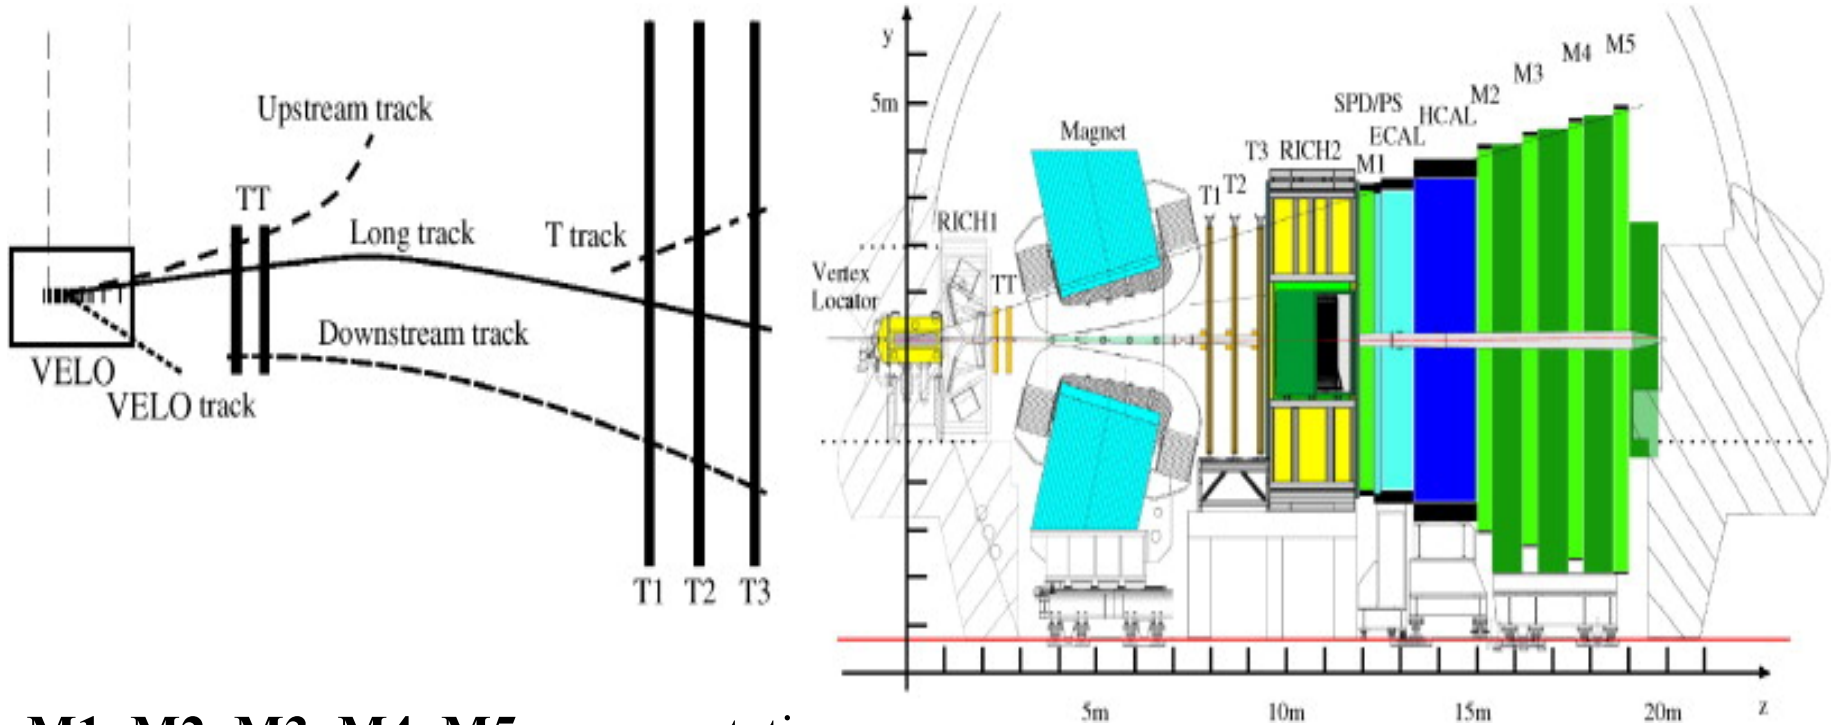 Upstream track
TT
Long track
T track
Downstream track
VELO
VELO track
T1 T2 T3
y
5m
Magnet
SPD/PS
ECAL
HCAL
M2
M3
M4
M5
T3 RICH2
M1
T1
T2
RICH1
Vertex
Locator
TT
5m 10m 15m 20m z
M1, M2, M3, M4, M5